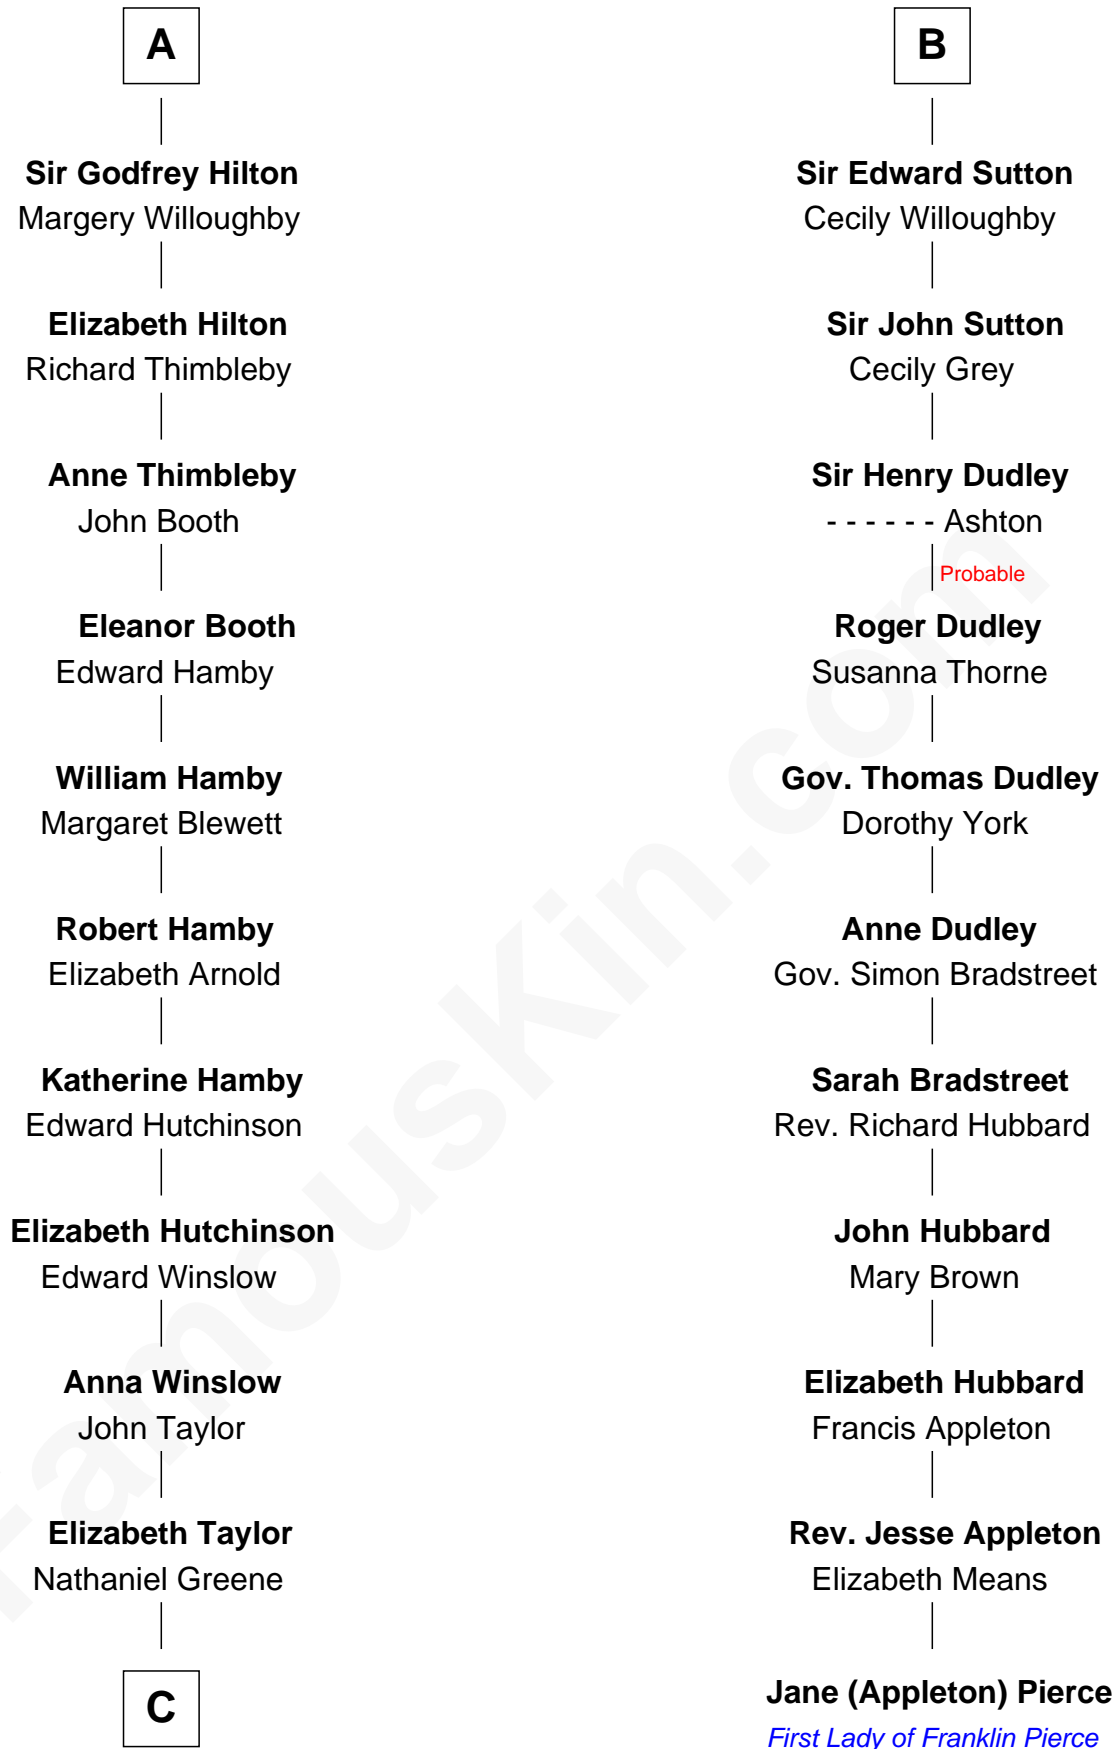 A
Sir Godfrey Hilton
Margery Willoughby
Elizabeth Hilton
Richard Thimbleby
Anne Thimbleby
John Booth
Eleanor Booth
Edward Hamby
William Hamby
Margaret Blewett
Robert Hamby
Elizabeth Arnold
Katherine Hamby
Edward Hutchinson
Elizabeth Hutchinson
Edward Winslow
Anna Winslow
John Taylor
Elizabeth Taylor
Nathaniel Greene
C
B
Sir Edward Sutton
Cecily Willoughby
Sir John Sutton
Cecily Grey
Sir Henry Dudley
- - - - - - Ashton
Probable
Roger Dudley
Susanna Thorne
Gov. Thomas Dudley
Dorothy York
Anne Dudley
Gov. Simon Bradstreet
Sarah Bradstreet
Rev. Richard Hubbard
John Hubbard
Mary Brown
Elizabeth Hubbard
Francis Appleton
Rev. Jesse Appleton
Elizabeth Means
Jane (Appleton) Pierce
First Lady of Franklin Pierce
FamousKin.com